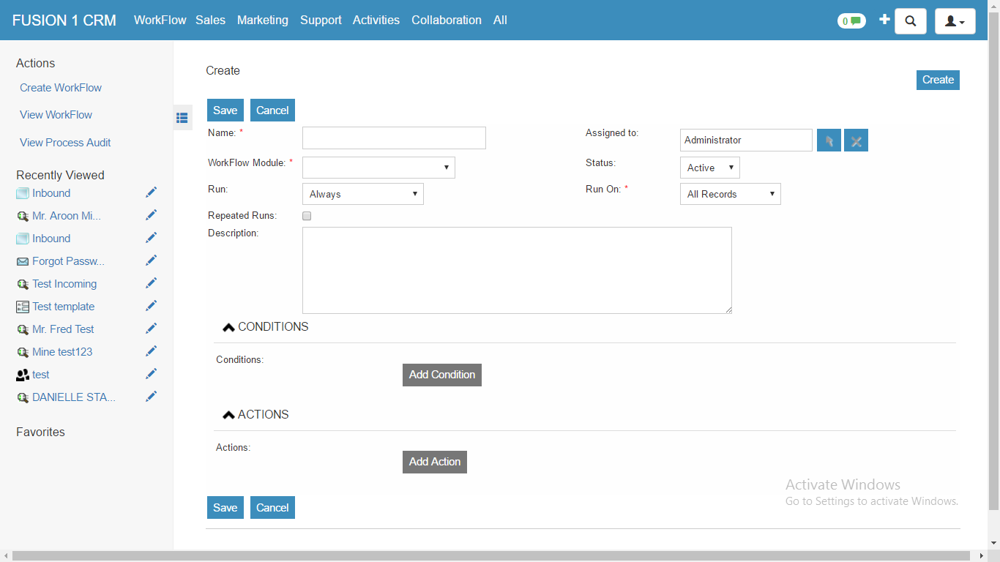 FUSION 1 CRM WorkFlow Sales Marketing Support Activities Collaboration All 0
Actions
Create WorkFlow
View WorkFlow
View Process Audit
Recently Viewed
Inbound
Mr. Aroon Mi...
Inbound
Forgot Passw...
Test Incoming
Test template
Mr. Fred Test
Mine test123
test
DANIELLE STA...
Favorites
Create
Create
Save Cancel
Name: * Assigned to: Administrator
WorkFlow Module: * Status: Active
Run: Always Run On: * All Records
Repeated Runs:
Description:
CONDITIONS
Conditions:
Add Condition
ACTIONS
Actions:
Add Action
Save Cancel
Activate Windows
Go to Settings to activate Windows.